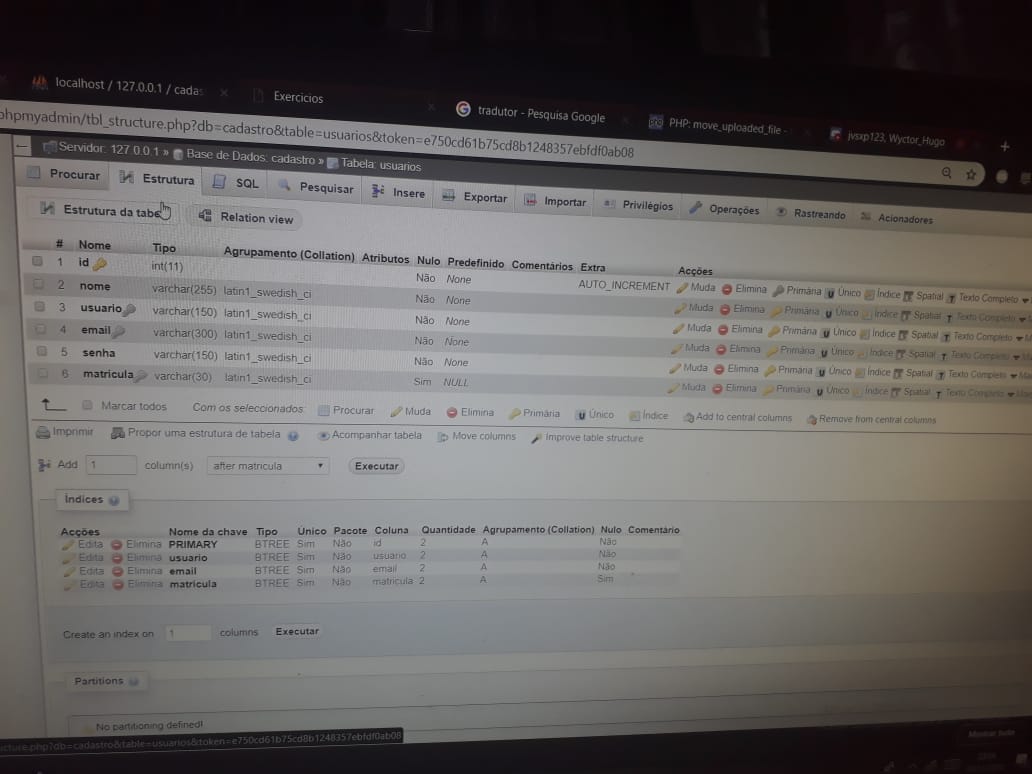 localhost / 127.0.0.1 / cadas
Exercicios
tradutor - Pesquisa Google
PHP: move_uploaded_file -
jvsxp123, Wyctor_Hugo
hpmyadmin/tbl_structure.php?db=cadastro&table=usuarios&token=e750cd61b75cd8b1248357ebfdf0ab08
Servidor: 127.0.0.1 » Base de Dados: cadastro » Tabela: usuarios
Procurar Estrutura SQL Pesquisar Insere Exportar Importar Privilégios Operações Rastreando Acionadores
Estrutura da tabe Relation view
# Nome Tipo Agrupamento (Collation) Atributos Nulo Predefinido Comentários Extra Acções
1 id int(11) Não None AUTO_INCREMENT Muda Elimina Primária Único Índice Spatial Texto Completo
2 nome varchar(255) latin1_swedish_ci Não None Muda Elimina Primária Único Índice Spatial Texto Completo
3 usuario varchar(150) latin1_swedish_ci Não None Muda Elimina Primária Único Índice Spatial Texto Completo
4 email varchar(300) latin1_swedish_ci Não None Muda Elimina Primária Único Índice Spatial Texto Completo
5 senha varchar(150) latin1_swedish_ci Não None Muda Elimina Primária Único Índice Spatial Texto Completo
6 matricula varchar(30) latin1_swedish_ci Sim NULL Muda Elimina Primária Único Índice Spatial Texto Completo
Marcar todos Com os seleccionados: Procurar Muda Elimina Primária Único Índice Add to central columns Remove from central columns
Imprimir Propor uma estrutura de tabela Acompanhar tabela Move columns Improve table structure
Add 1 column(s) after matricula Executar
Índices
Acções Nome da chave Tipo Único Pacote Coluna Quantidade Agrupamento (Collation) Nulo Comentário
Edita Elimina PRIMARY BTREE Sim Não id 2 A Não
Edita Elimina usuario BTREE Sim Não usuario 2 A Não
Edita Elimina email BTREE Sim Não email 2 A Não
Edita Elimina matricula BTREE Sim Não matricula 2 A Sim
Create an index on 1 columns Executar
Partitions
No partitioning defined!
ucture.php?db=cadastro&table=usuarios&token=e750cd61b75cd8b1248357ebfdf0ab08
Mostrar tudo